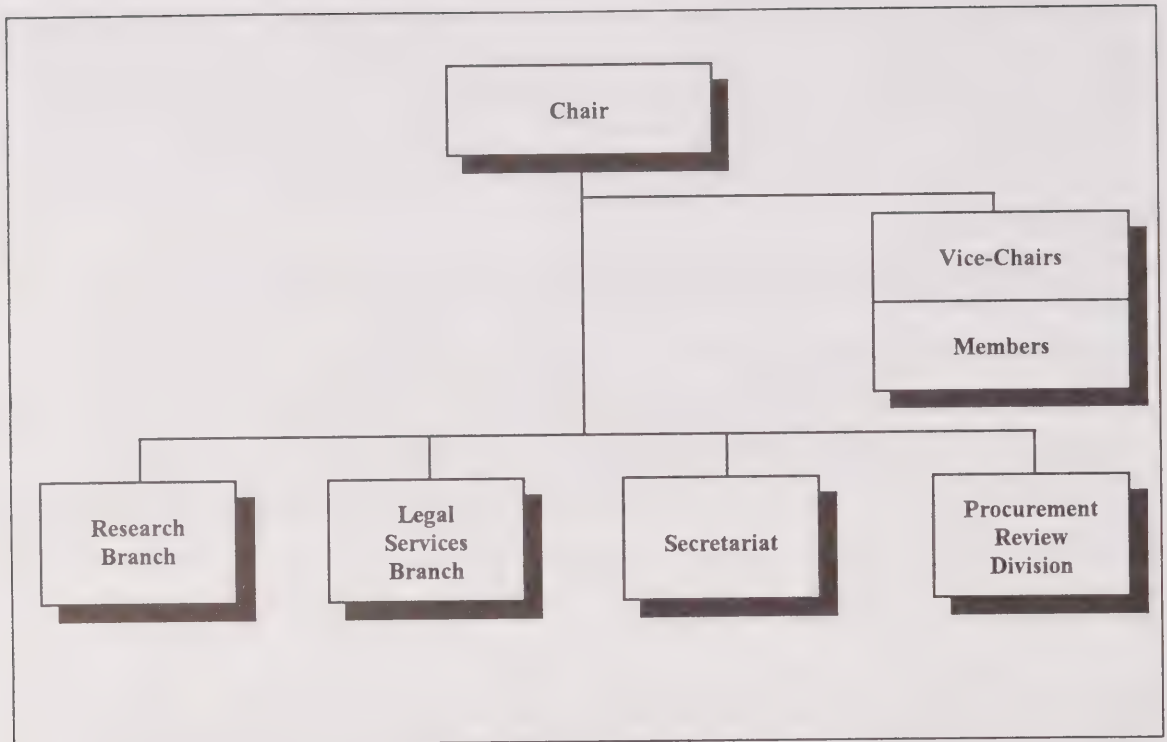 Chair
Vice-Chairs
Members
Research
Branch
Legal
Services
Branch
Secretariat
Procurement
Review
Division